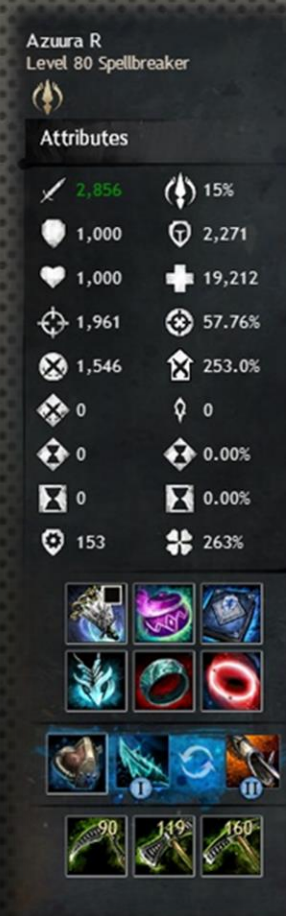 Azuura R
Level 80 Spellbreaker
Attributes
2,856 15%
1,000 2,271
1,000 19,212
1,961 57.76%
1,546 253.0%
0 0
0 0.00%
0 0.00%
153 263%
I II
90 119 160